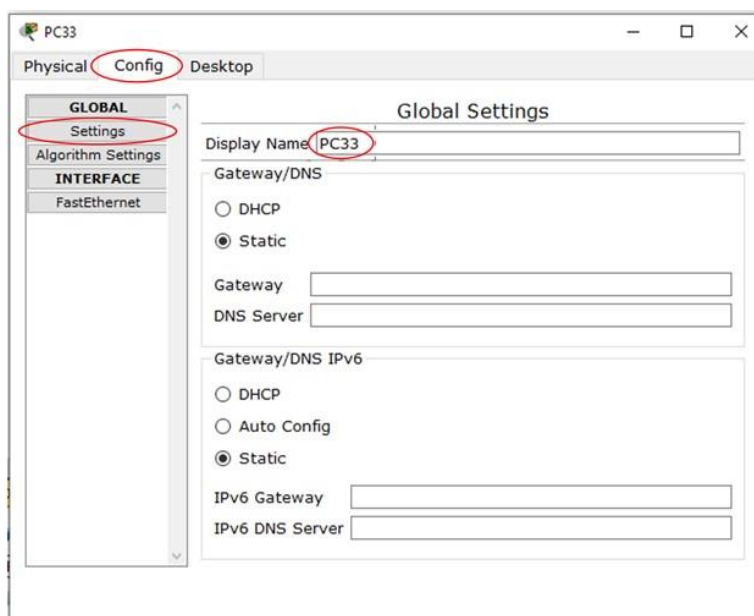 PC33
Physical Config Desktop
GLOBAL
Settings
Algorithm Settings
INTERFACE
FastEthernet
Global Settings
Display Name PC33
Gateway/DNS
DHCP
Static
Gateway
DNS Server
Gateway/DNS IPv6
DHCP
Auto Config
Static
IPv6 Gateway
IPv6 DNS Server